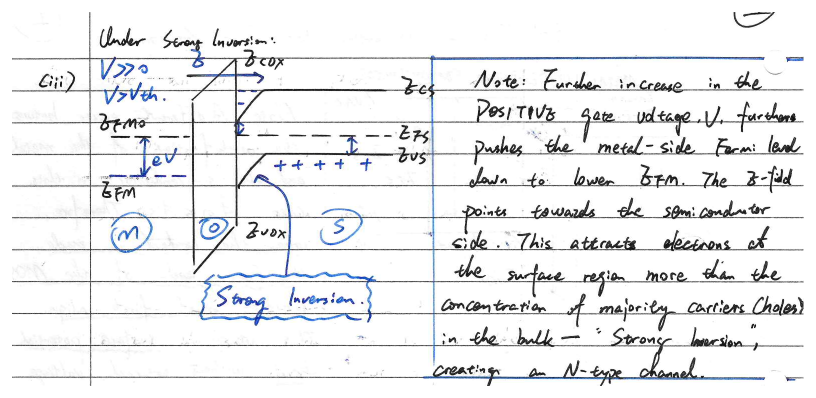 Under Strong Inversion:
(iii)
V>>0
V>Vth.
E
ECOX
ECS
EFMO
EFS
eV
EVS
+ + + + +
EFM
M
O
EVOX
S
Strong Inversion.
Note: Further increase in the
POSITIVE gate voltage, V, furthers
pushes the metal-side Fermi level
down to lower EFM. The E-field
points towards the semiconductor
side. This attracts electrons at
the surface region more than the
concentration of majority carriers (holes)
in the bulk — "Strong Inversion",
creating an N-type channel.